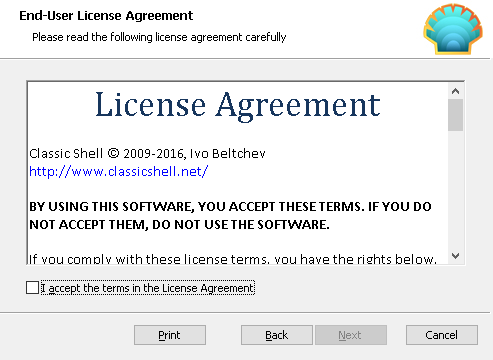 End-User License Agreement
Please read the following license agreement carefully
License Agreement
Classic Shell © 2009-2016, Ivo Beltchev
http://www.classicshell.net/
BY USING THIS SOFTWARE, YOU ACCEPT THESE TERMS. IF YOU DO
NOT ACCEPT THEM, DO NOT USE THE SOFTWARE.
If you comply with these license terms, you have the rights below.
I accept the terms in the License Agreement
Print Back Next Cancel